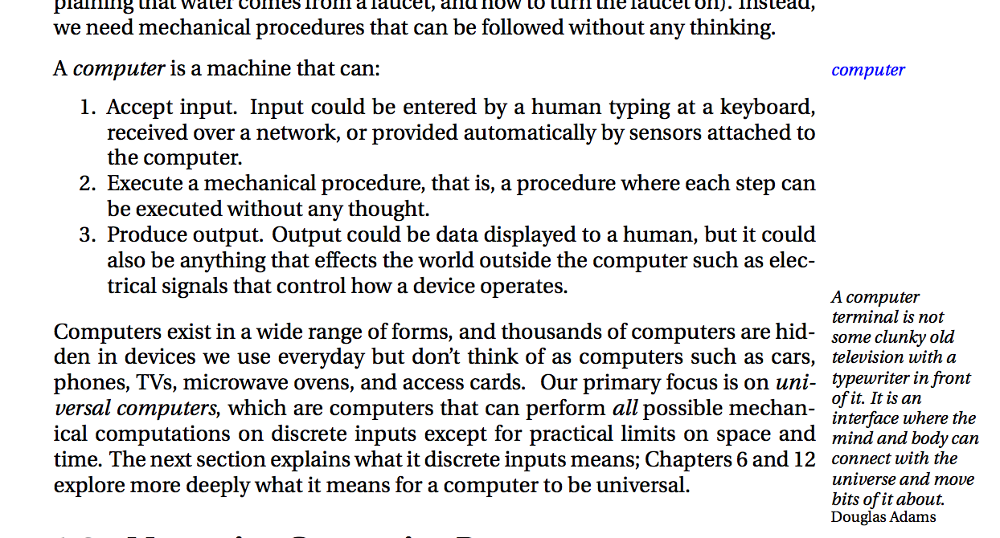 plaining that water comes from a faucet, and how to turn the faucet on). Instead,
we need mechanical procedures that can be followed without any thinking.
A computer is a machine that can:
computer
1. Accept input. Input could be entered by a human typing at a keyboard,
received over a network, or provided automatically by sensors attached to
the computer.
2. Execute a mechanical procedure, that is, a procedure where each step can
be executed without any thought.
3. Produce output. Output could be data displayed to a human, but it could
also be anything that effects the world outside the computer such as elec-
trical signals that control how a device operates.
Computers exist in a wide range of forms, and thousands of computers are hid-
den in devices we use everyday but don’t think of as computers such as cars,
phones, TVs, microwave ovens, and access cards. Our primary focus is on uni-
versal computers, which are computers that can perform all possible mechan-
ical computations on discrete inputs except for practical limits on space and
time. The next section explains what it discrete inputs means; Chapters 6 and 12
explore more deeply what it means for a computer to be universal.
A computer
terminal is not
some clunky old
television with a
typewriter in front
of it. It is an
interface where the
mind and body can
connect with the
universe and move
bits of it about.
Douglas Adams